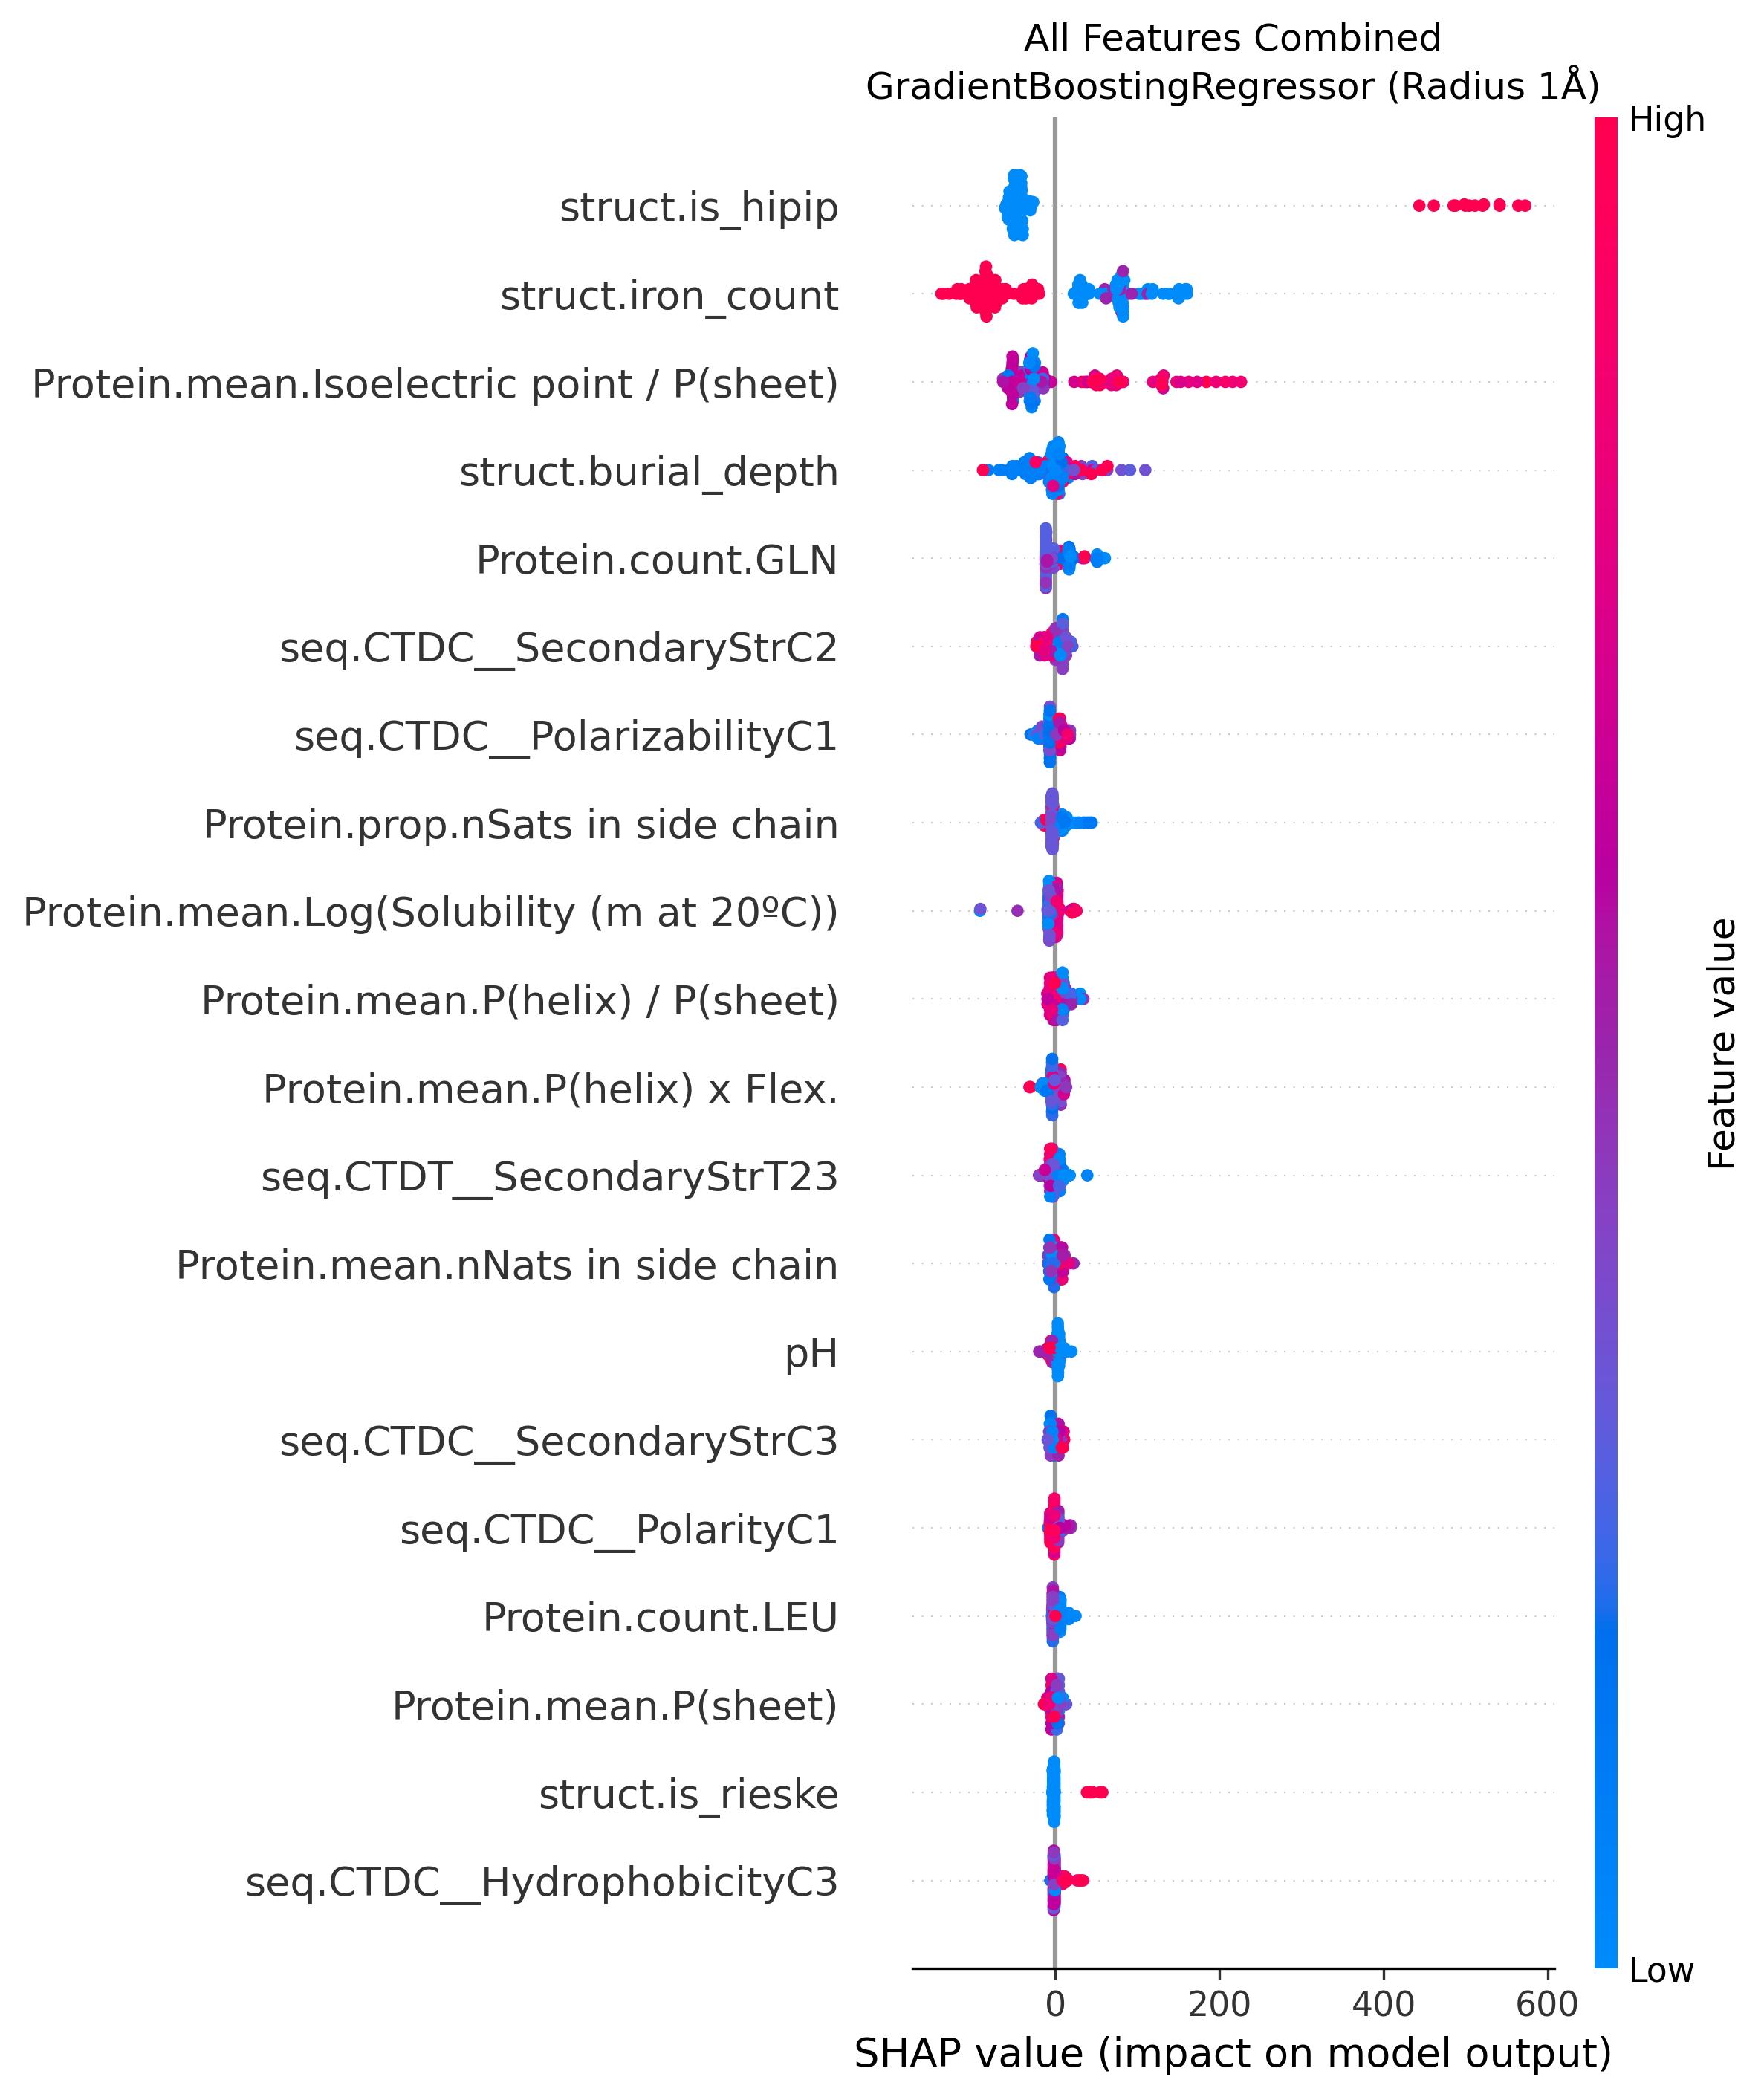 All Features Combined
GradientBoostingRegressor (Radius 1Å)
High
struct.is_hipip
struct.iron_count
Protein.mean.Isoelectric point / P(sheet)
struct.burial_depth
Protein.count.GLN
seq.CTDC__SecondaryStrC2
seq.CTDC__PolarizabilityC1
Protein.prop.nSats in side chain
Protein.mean.Log(Solubility (m at 20ºC))
Protein.mean.P(helix) / P(sheet)
Protein.mean.P(helix) x Flex.
seq.CTDT__SecondaryStrT23
Protein.mean.nNats in side chain
pH
seq.CTDC__SecondaryStrC3
seq.CTDC__PolarityC1
Protein.count.LEU
Protein.mean.P(sheet)
struct.is_rieske
seq.CTDC__HydrophobicityC3
Feature value
Low
0 200 400 600
SHAP value (impact on model output)